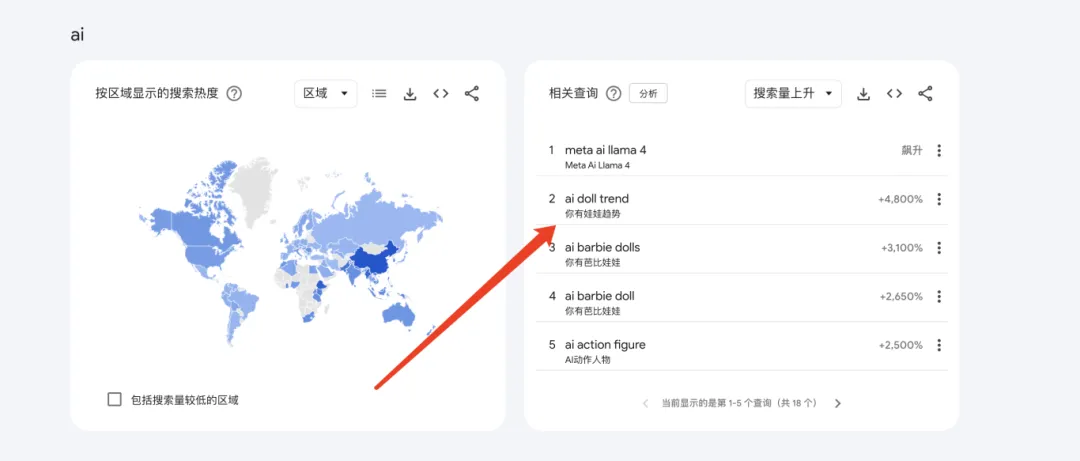 ai
按区域显示的搜索热度
区域
包括搜索量较低的区域
相关查询 分析
搜索量上升
1 meta ai llama 4 飙升
Meta Ai Llama 4
2 ai doll trend +4,800%
你有娃娃趋势
3 ai barbie dolls +3,100%
你有芭比娃娃
4 ai barbie doll +2,650%
你有芭比娃娃
5 ai action figure +2,500%
AI动作人物
当前显示的是第 1-5 个查询（共 18 个）